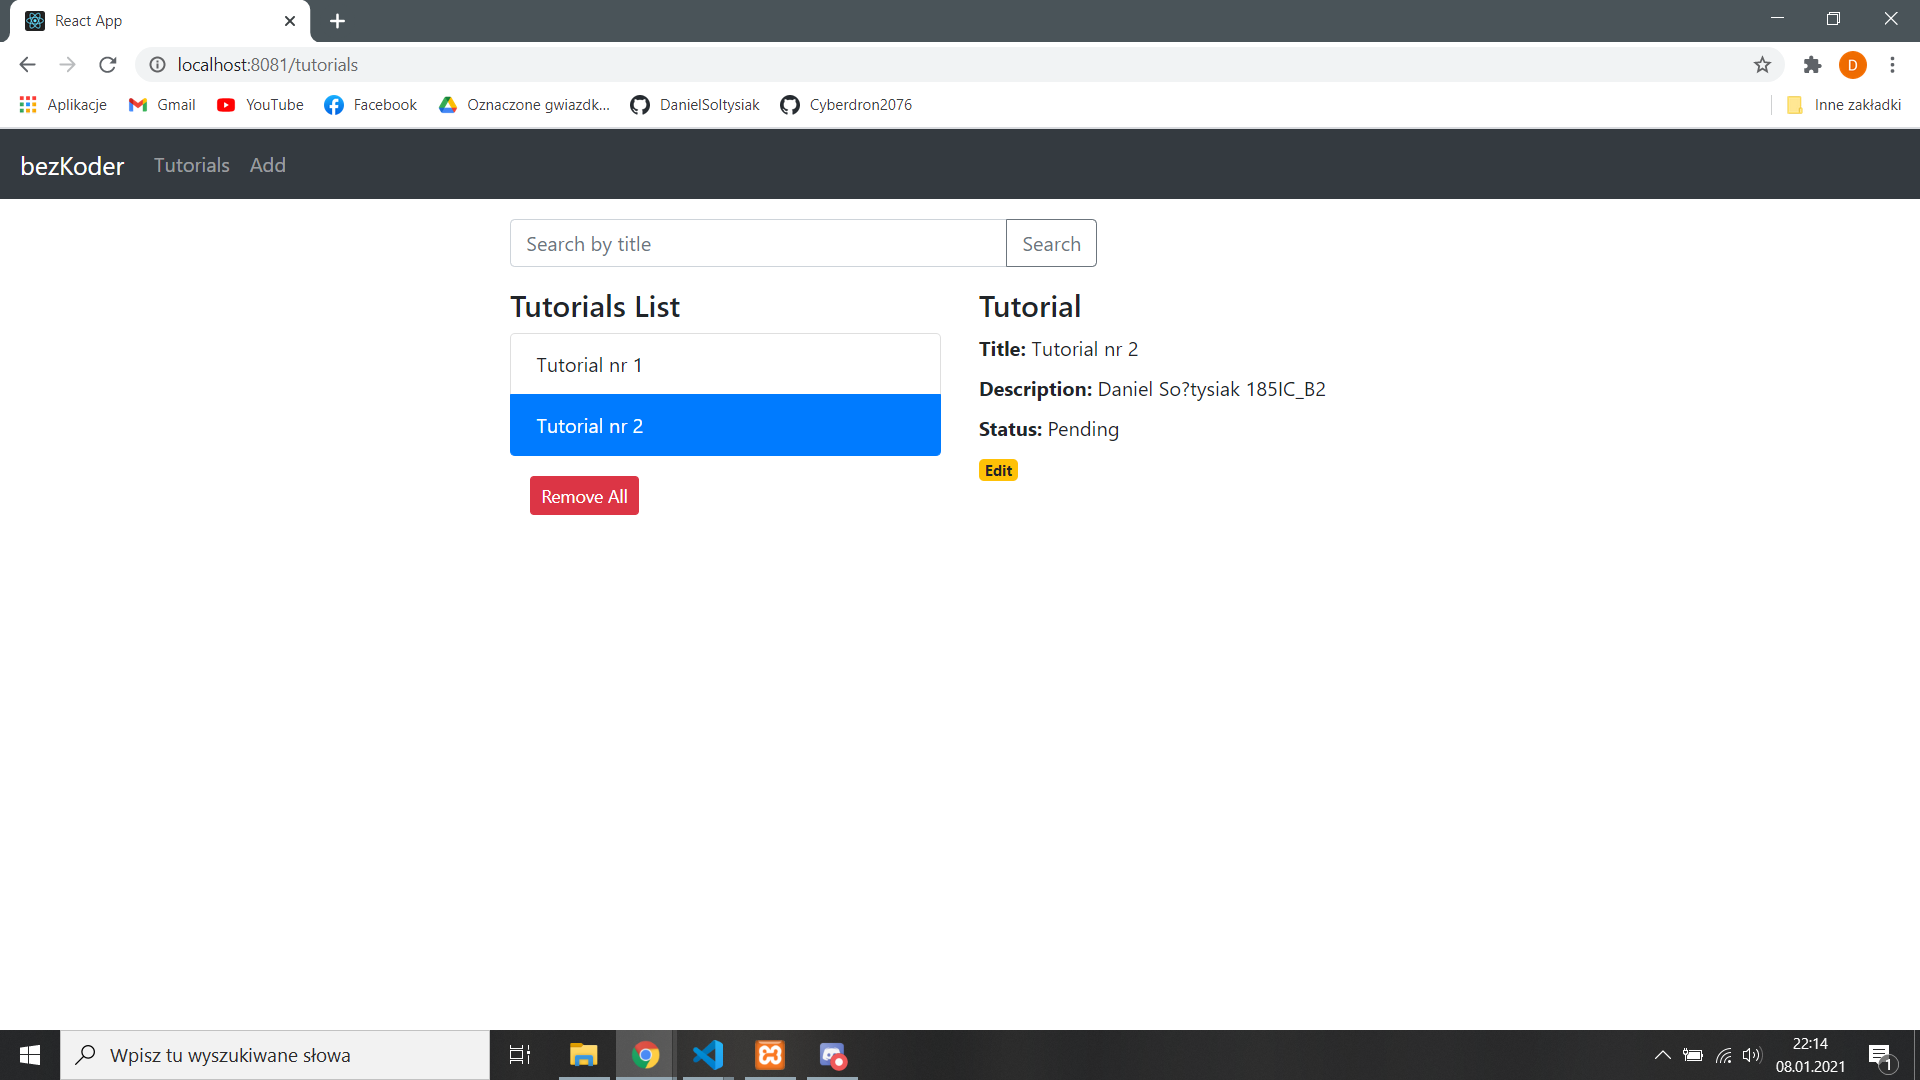 React App
localhost:8081/tutorials
D
Aplikacje Gmail YouTube Facebook Oznaczone gwiazdk... DanielSoltysiak Cyberdron2076 Inne zakładki
bezKoder Tutorials Add
Search by title Search
Tutorials List
Tutorial nr 1
Tutorial nr 2
Remove All
Tutorial
Title: Tutorial nr 2
Description: Daniel So?tysiak 185IC_B2
Status: Pending
Edit
Wpisz tu wyszukiwane słowa
22:14
08.01.2021
1